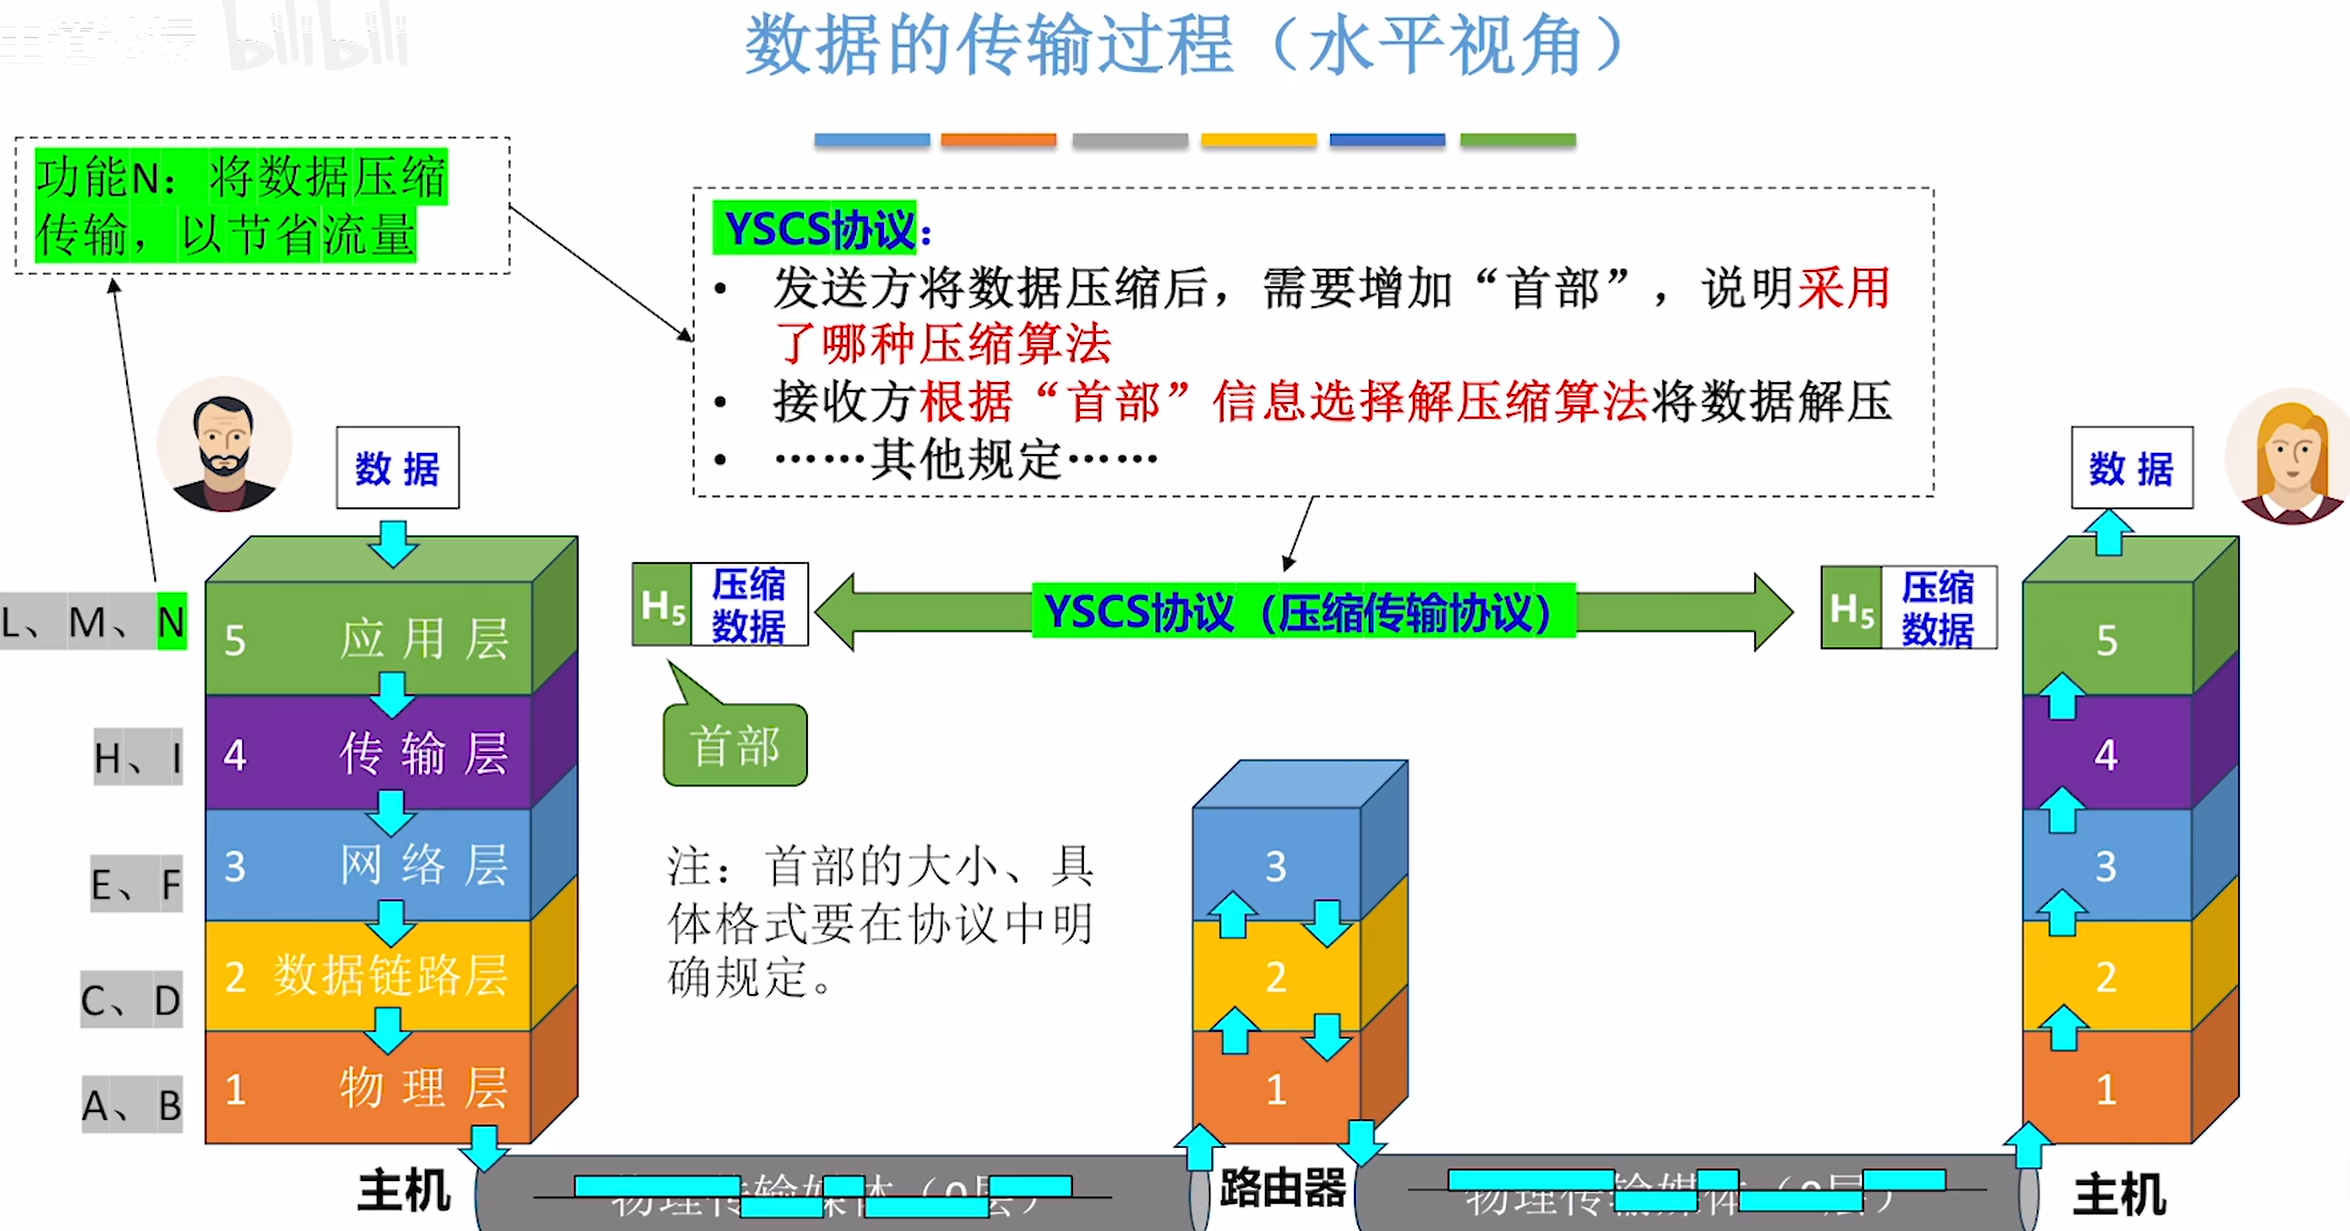 王道论坛 bilibili
数据的传输过程（水平视角）
功能N：将数据压缩
传输，以节省流量
YSCS协议：
• 发送方将数据压缩后，需要增加“首部”，说明采用
了哪种压缩算法
• 接收方根据“首部”信息选择解压缩算法将数据解压
• ……其他规定……
数 据
数 据
L、M、N
5 应 用 层
H₅
压缩
数据
YSCS协议（压缩传输协议）
H₅
压缩
数据
5
首部
H、I
4 传 输 层
4
E、F
3 网 络 层
注：首部的大小、具
体格式要在协议中明
确规定。
3
3
C、D
2 数据链路层
2
2
A、B
1 物 理 层
1
1
主机
物理传输媒体（0层）
路由器
物理传输媒体（0层）
主机